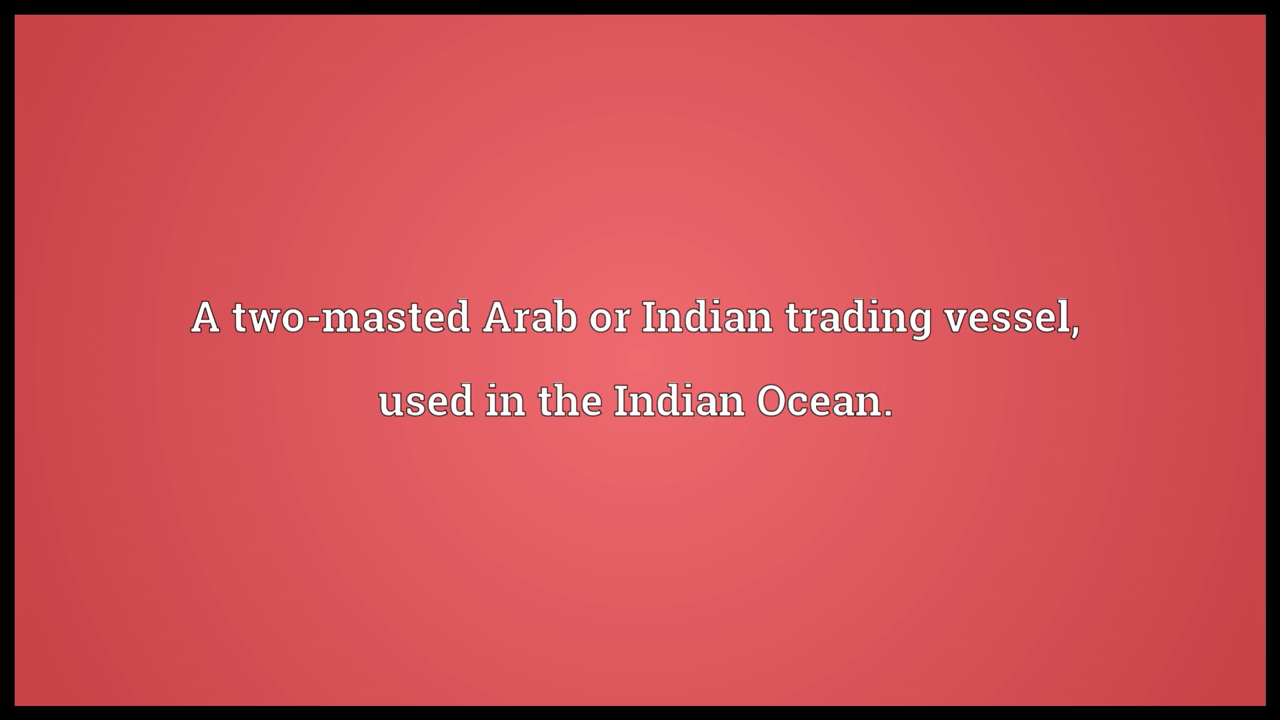 A two-masted Arab or Indian trading vessel,
used in the Indian Ocean.